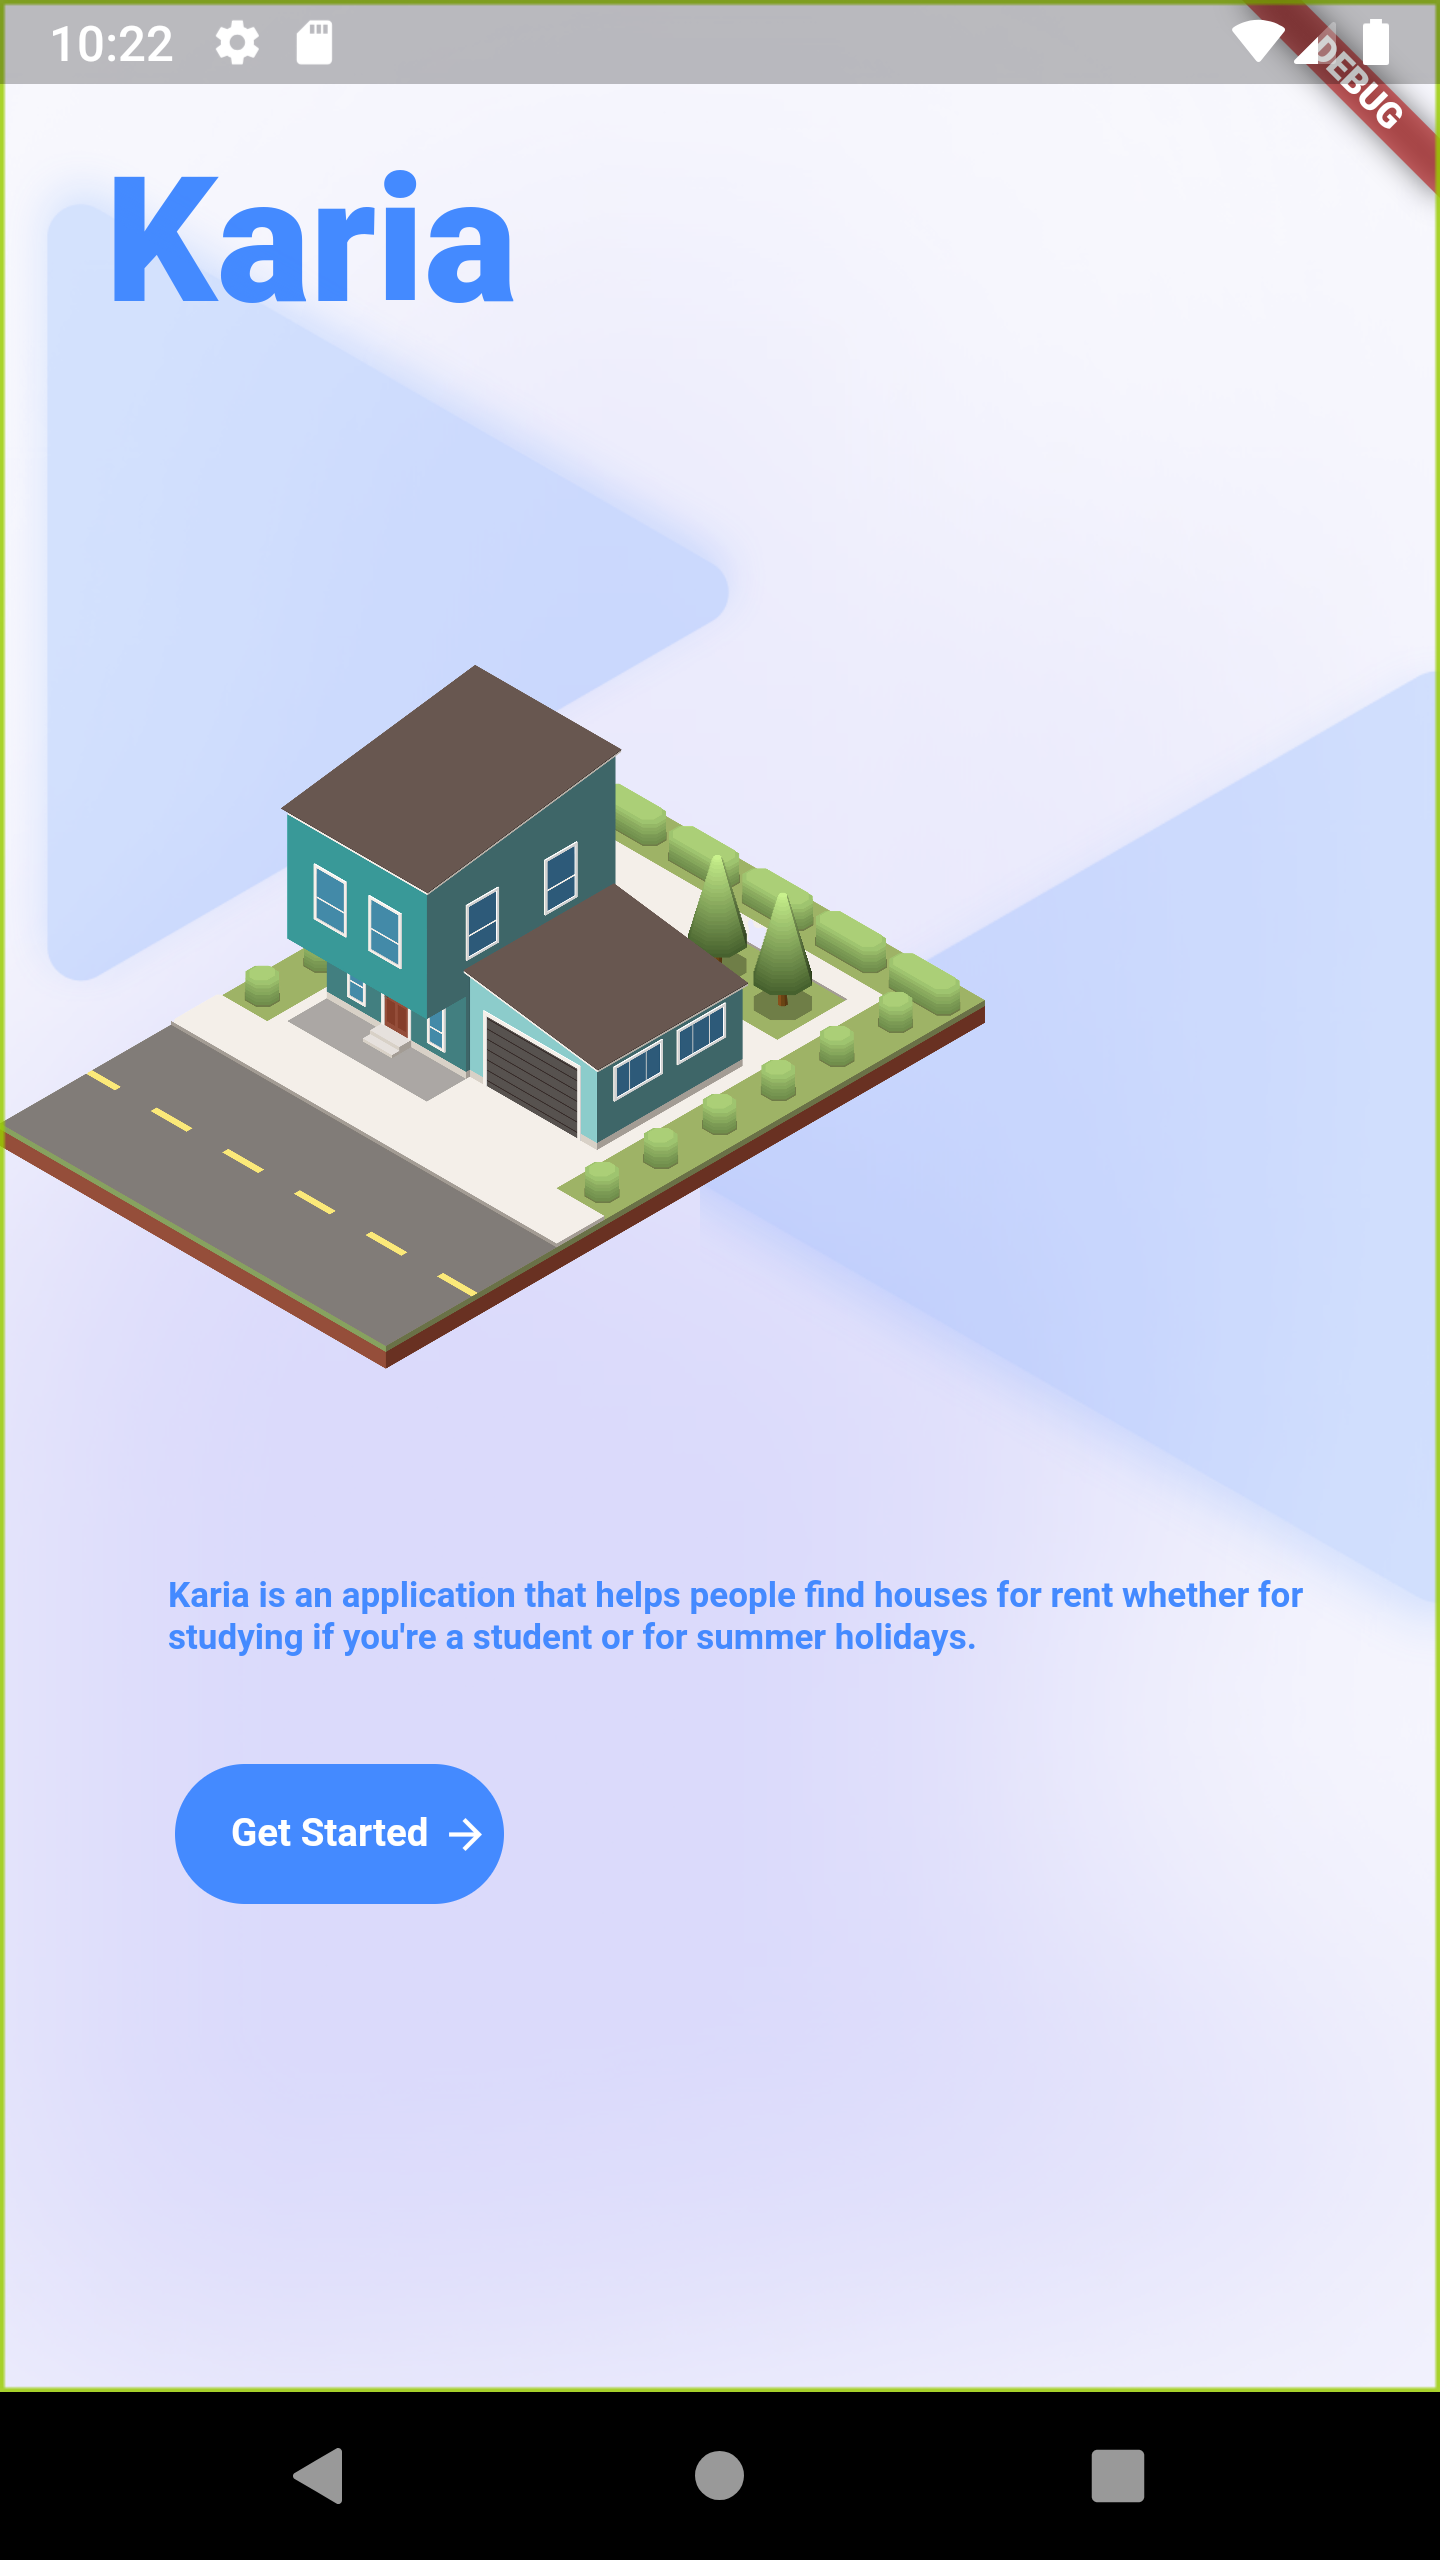 10:22
DEBUG
Karia
Karia is an application that helps people find houses for rent whether for
studying if you're a student or for summer holidays.
Get Started